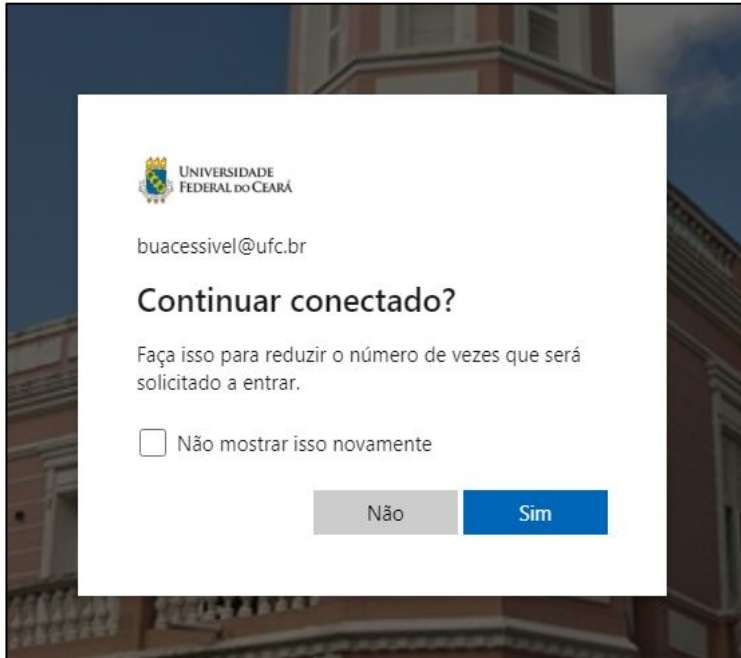 UNIVERSIDADE
FEDERAL DO CEARÁ
buacessivel@ufc.br
Continuar conectado?
Faça isso para reduzir o número de vezes que será
solicitado a entrar.
Não mostrar isso novamente
Não
Sim